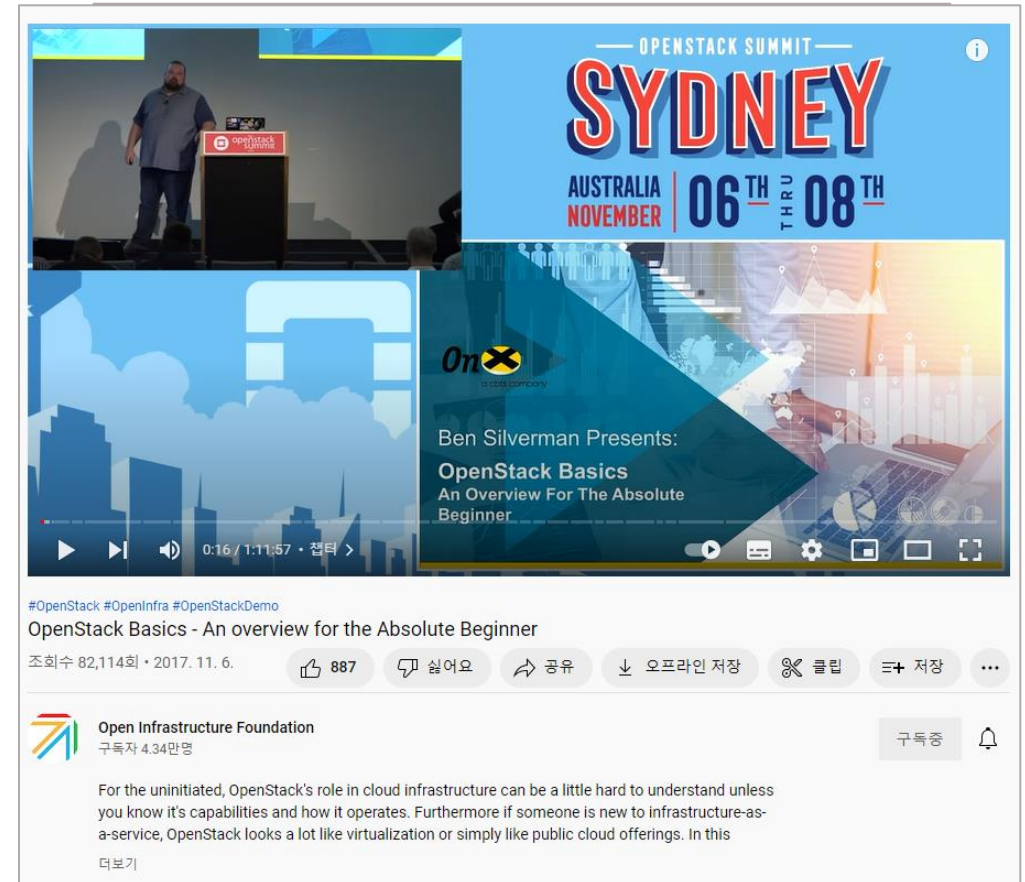 openstack
summit
OPENSTACK SUMMIT
SYDNEY
AUSTRALIA
NOVEMBER
06TH
THRU
08TH
OnX
a cbts company
Ben Silverman Presents:
OpenStack Basics
An Overview For The Absolute
Beginner
0:16 / 1:11:57 • 챕터 >
#OpenStack #OpenInfra #OpenStackDemo
OpenStack Basics - An overview for the Absolute Beginner
조회수 82,114회 • 2017. 11. 6.
887
싫어요
공유
오프라인 저장
클립
저장
Open Infrastructure Foundation
구독자 4.34만명
구독중
For the uninitiated, OpenStack's role in cloud infrastructure can be a little hard to understand unless
you know it's capabilities and how it operates. Furthermore if someone is new to infrastructure-as-
a-service, OpenStack looks a lot like virtualization or simply like public cloud offerings. In this
더보기